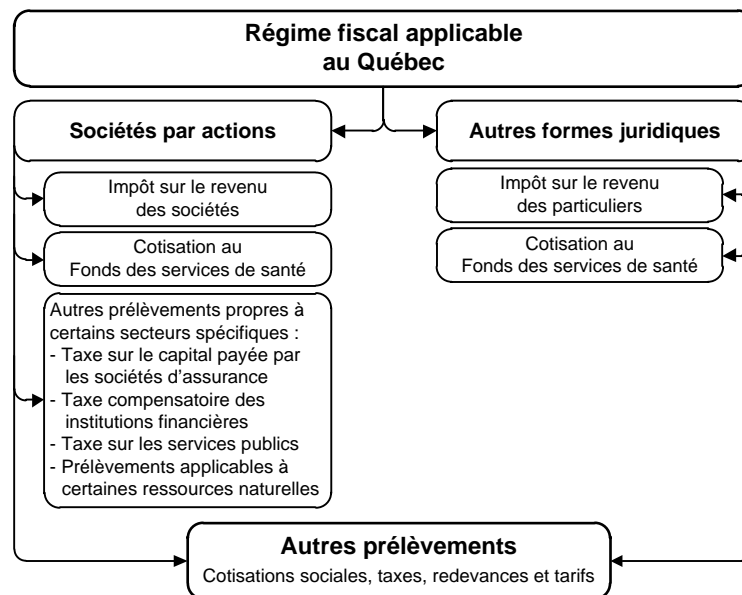 Régime fiscal applicable
au Québec
Sociétés par actions
Impôt sur le revenu
des sociétés
Cotisation au
Fonds des services de santé
Autres prélèvements propres à
certains secteurs spécifiques :
- Taxe sur le capital payée par
les sociétés d'assurance
- Taxe compensatoire des
institutions financières
- Taxe sur les services publics
- Prélèvements applicables à
certaines ressources naturelles
Autres formes juridiques
Impôt sur le revenu
des particuliers
Cotisation au
Fonds des services de santé
Autres prélèvements
Cotisations sociales, taxes, redevances et tarifs